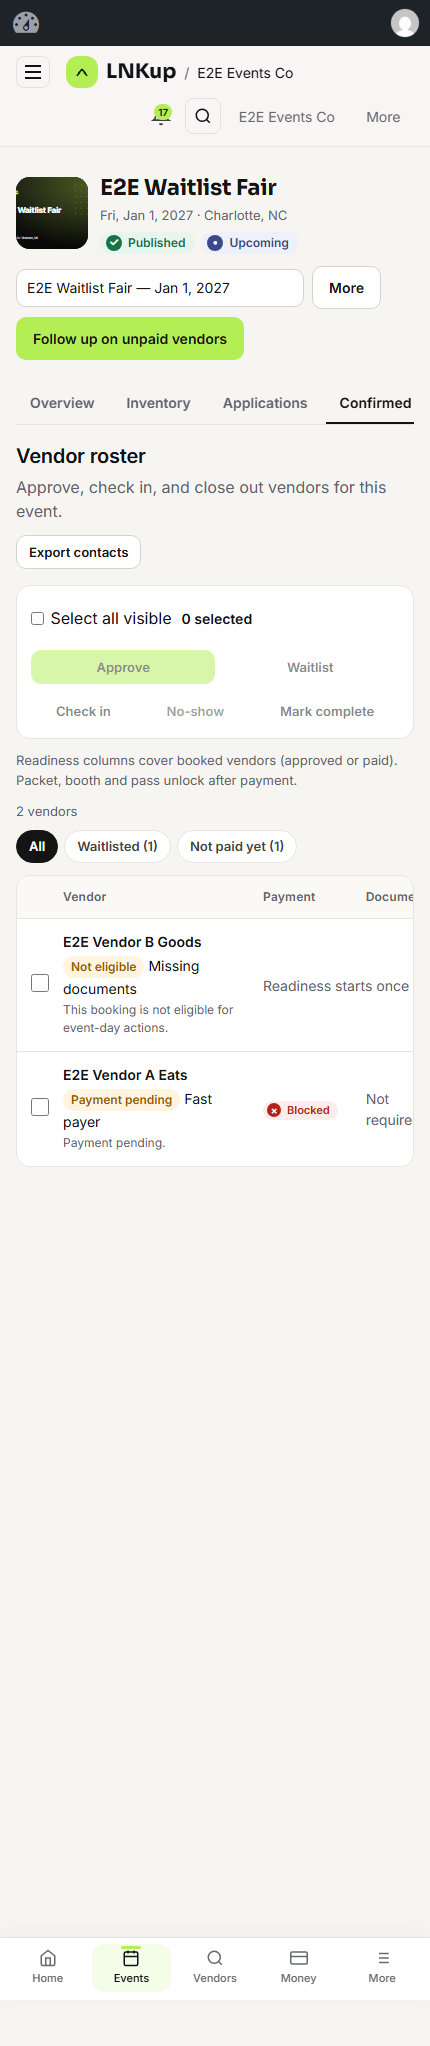 LNKup / E2E Events Co
17
E2E Events Co
More
Waitlist Fair
E2E Waitlist Fair
Fri, Jan 1, 2027 · Charlotte, NC
Published
Upcoming
E2E Waitlist Fair — Jan 1, 2027
More
Follow up on unpaid vendors
Overview
Inventory
Applications
Confirmed
Vendor roster
Approve, check in, and close out vendors for this
event.
Export contacts
Select all visible 0 selected
Approve
Waitlist
Check in
No-show
Mark complete
Readiness columns cover booked vendors (approved or paid).
Packet, booth and pass unlock after payment.
2 vendors
All
Waitlisted (1)
Not paid yet (1)
Vendor
Payment
Docume
E2E Vendor B Goods
Not eligible Missing
documents
This booking is not eligible for
event-day actions.
Readiness starts once
E2E Vendor A Eats
Payment pending Fast
payer
Payment pending.
Blocked
Not
require
Home
Events
Vendors
Money
More